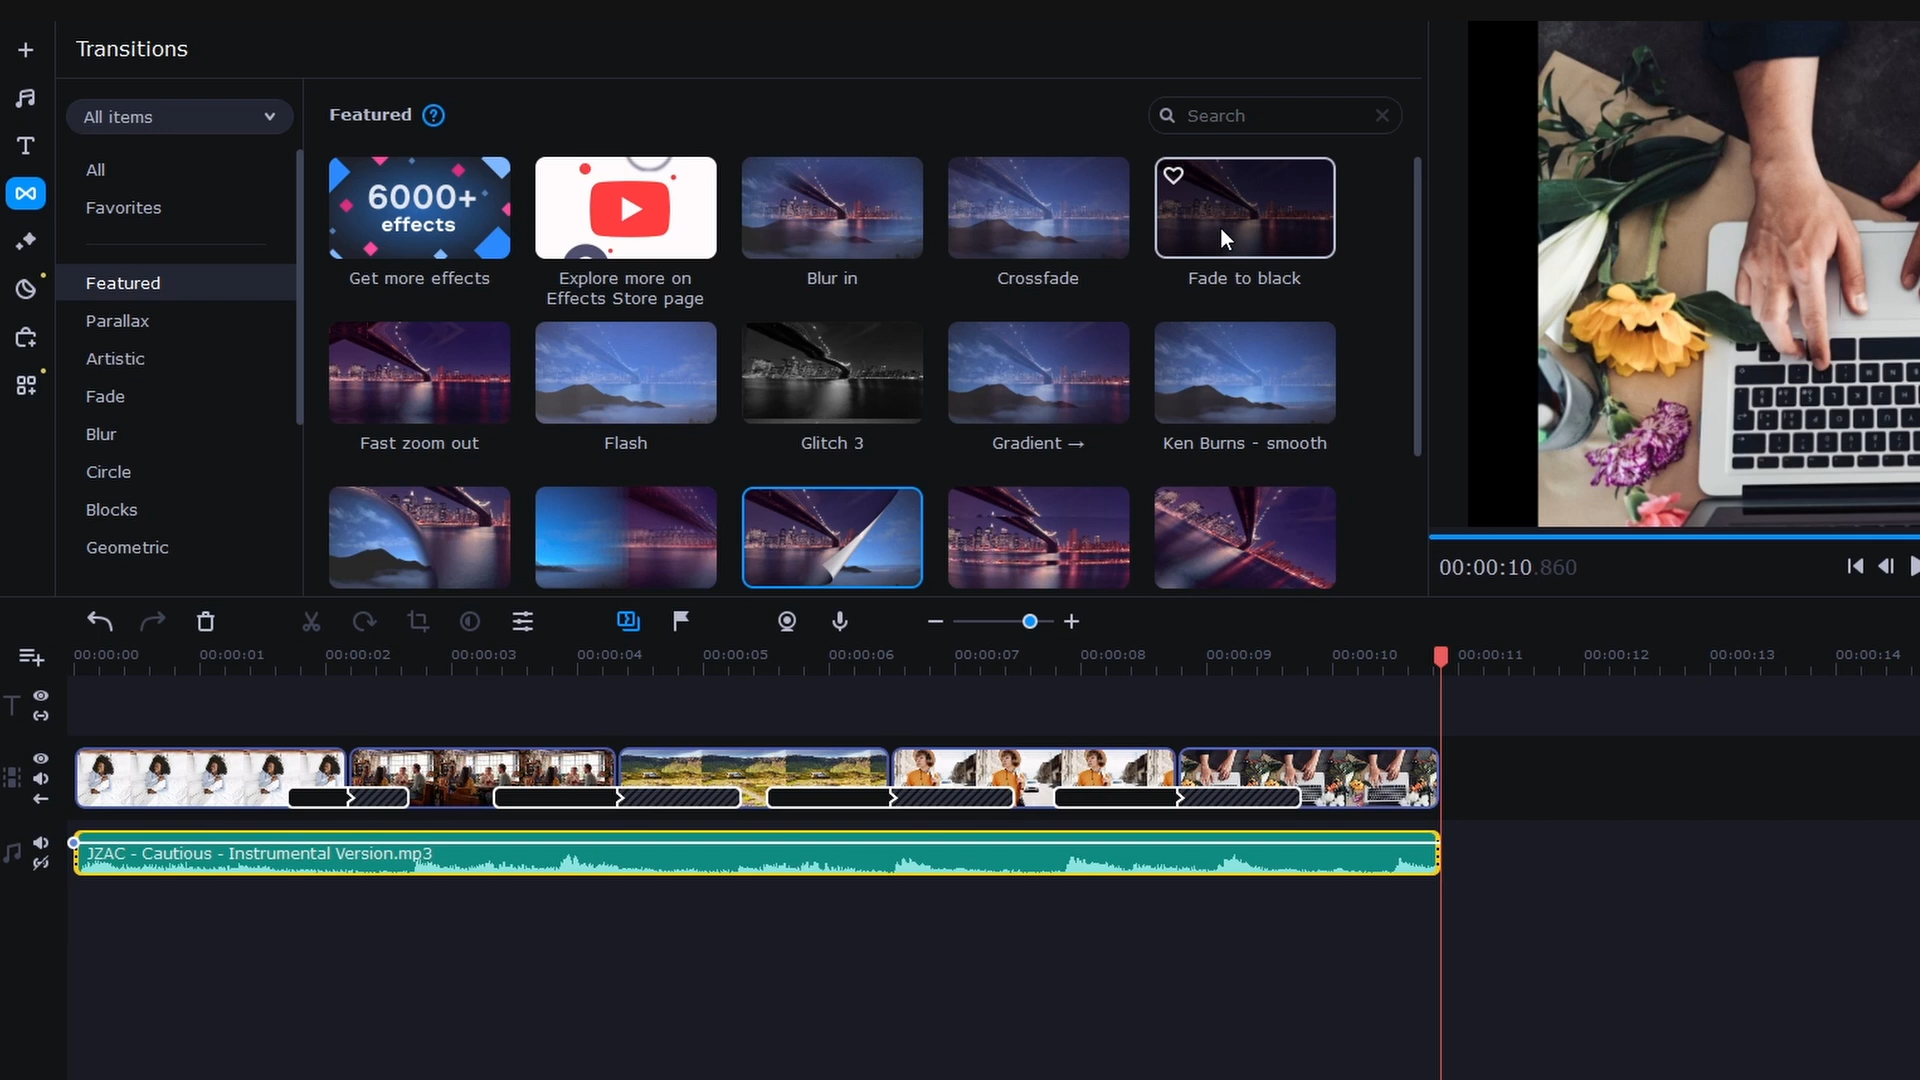 Transitions
All items
Featured
Search
All
Favorites
Featured
Parallax
Artistic
Fade
Blur
Circle
Blocks
Geometric
6000+
effects
Get more effects
Explore more on
Effects Store page
Blur in
Crossfade
Fade to black
Fast zoom out
Flash
Glitch 3
Gradient →
Ken Burns - smooth
00:00:10.860
00:00:00 00:00:01 00:00:02 00:00:03 00:00:04 00:00:05 00:00:06 00:00:07 00:00:08 00:00:09 00:00:10 00:00:11 00:00:12 00:00:13 00:00:14
JZAC - Cautious - Instrumental Version.mp3